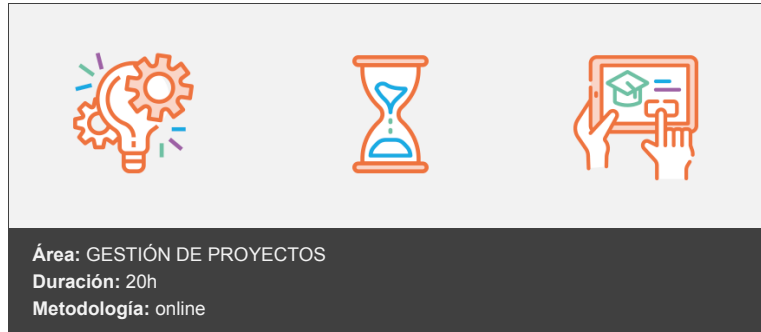 Área: GESTIÓN DE PROYECTOS
Duración: 20h
Metodología: online